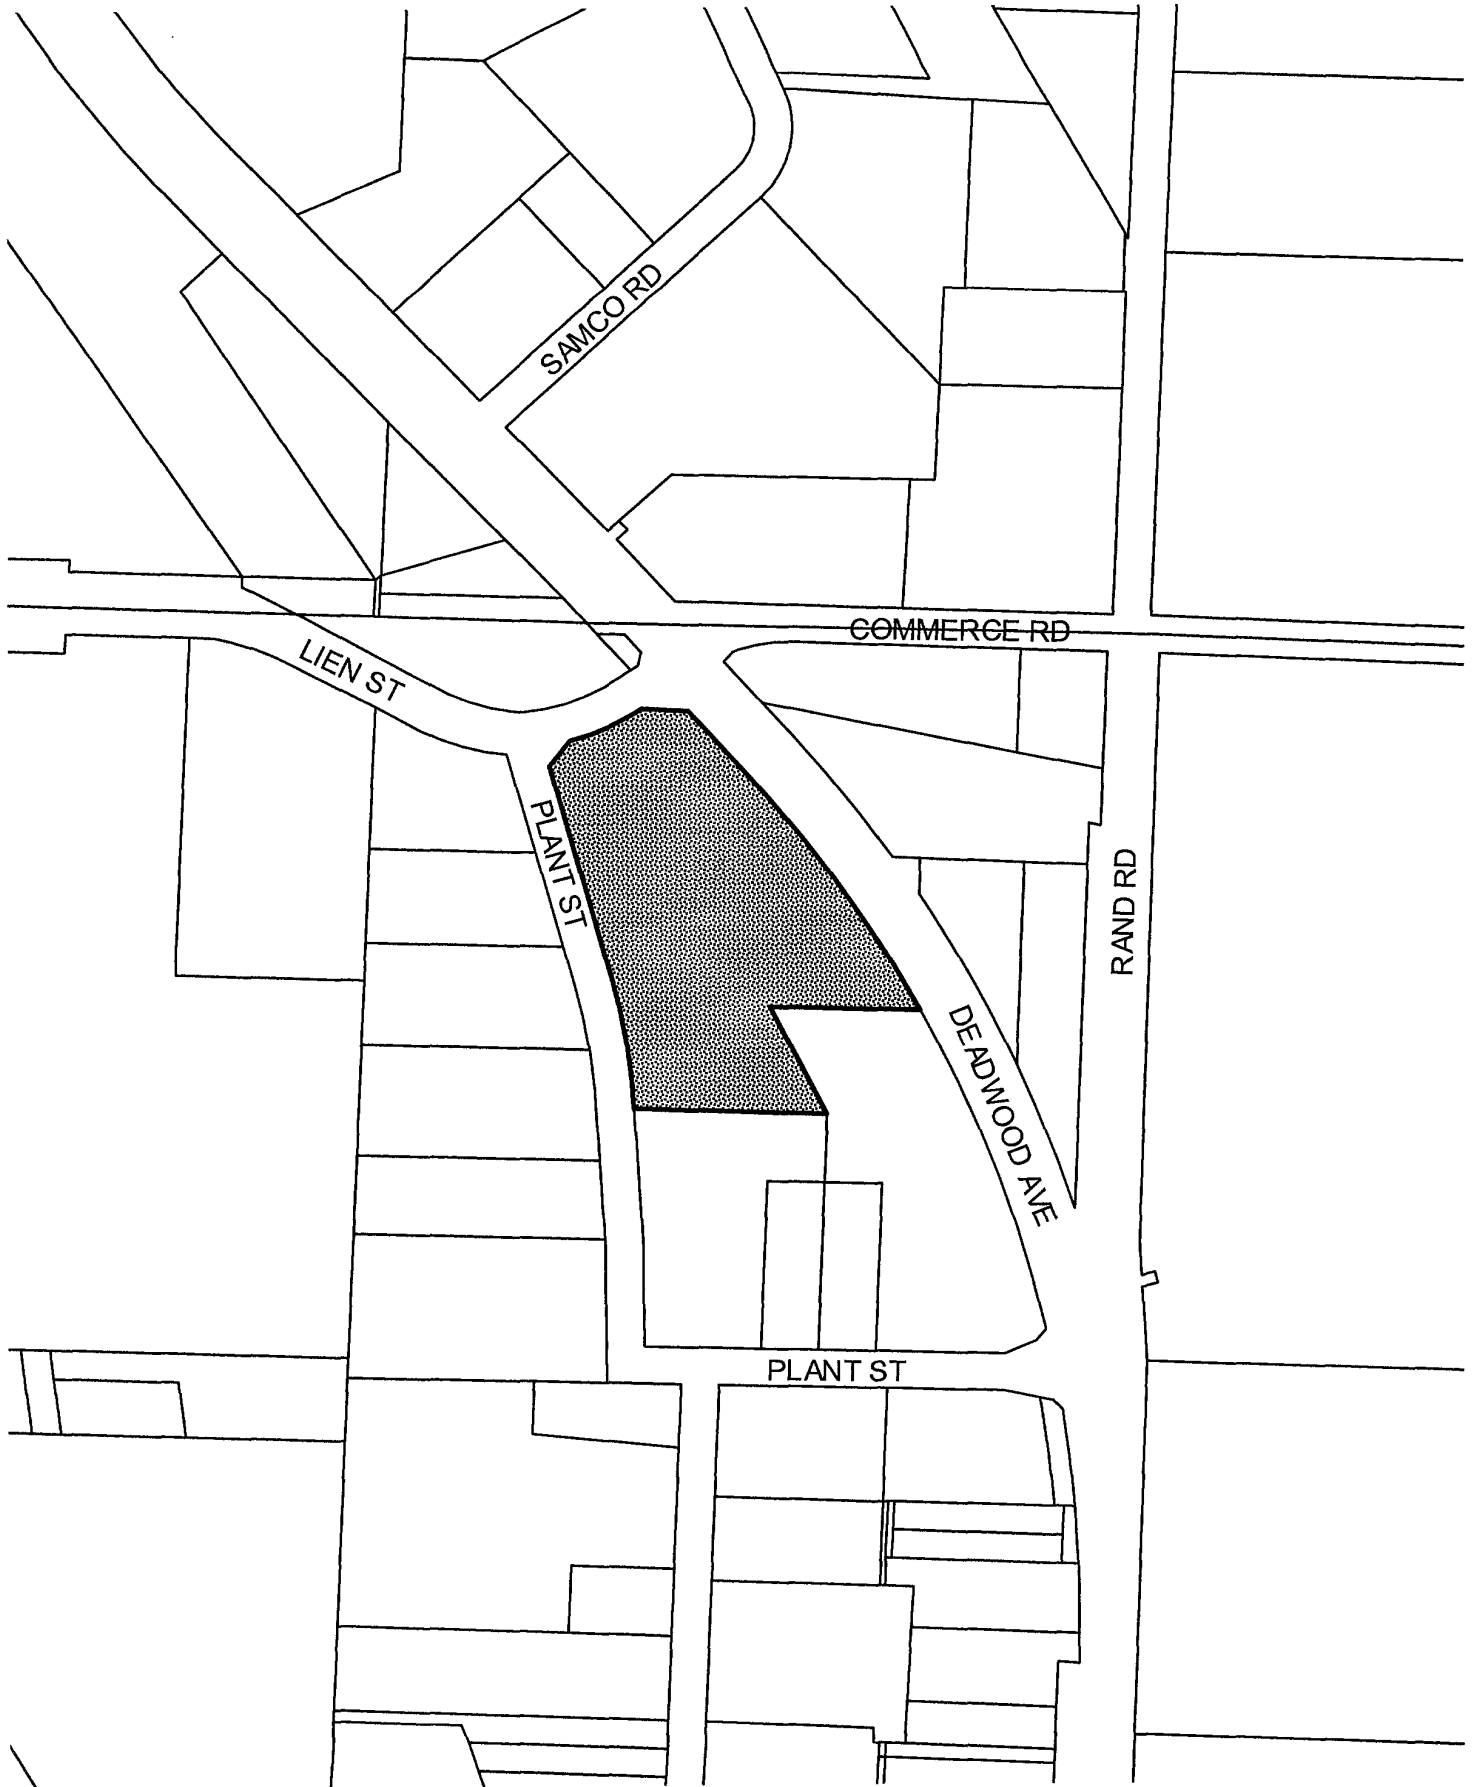 SAMCO RD
COMMERCE RD
LIEN ST
PLANT ST
RAND RD
DEADWOOD AVE
PLANT ST